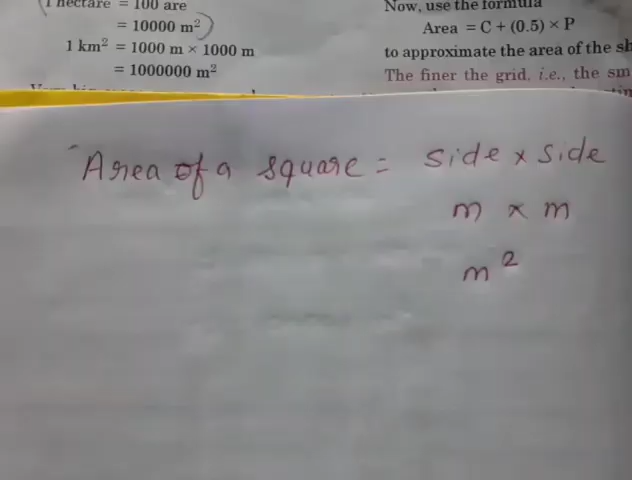 1 hectare = 100 are
= 10000 m²
1 km² = 1000 m × 1000 m
= 1000000 m²
Now, use the formula
Area = C + (0.5) × P
to approximate the area of the sh
The finer the grid, i.e., the sm
Area of a square = side × side
m × m
m²